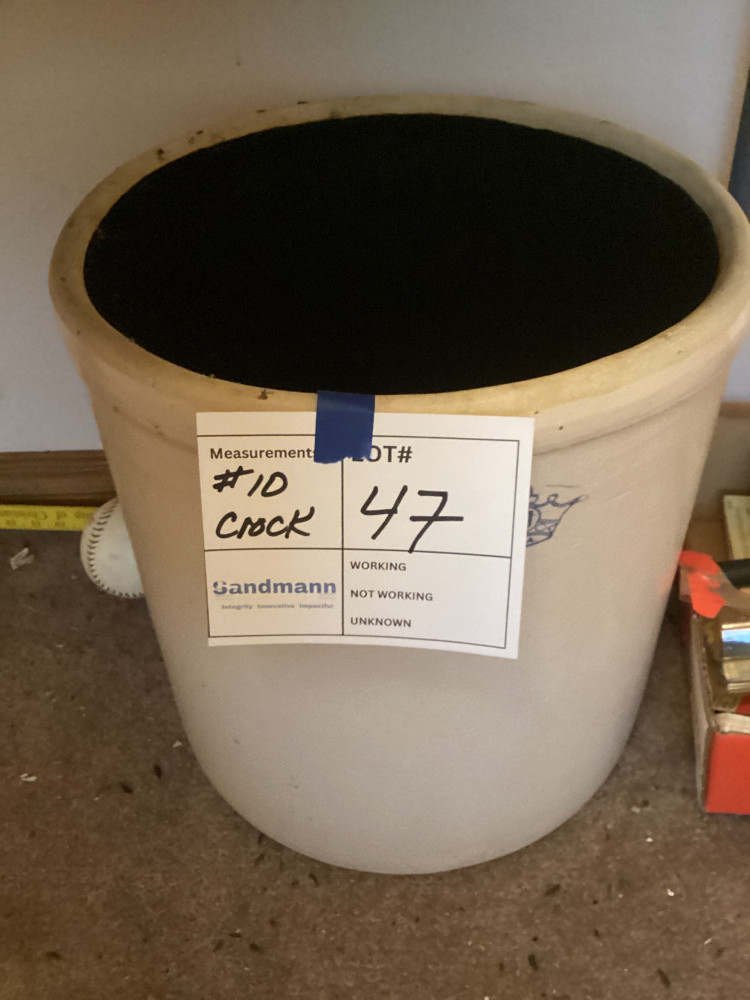 Measurements
LOT#
#10
Crock
47
Sandmann
Integrity Innovative Impactful
WORKING
NOT WORKING
UNKNOWN